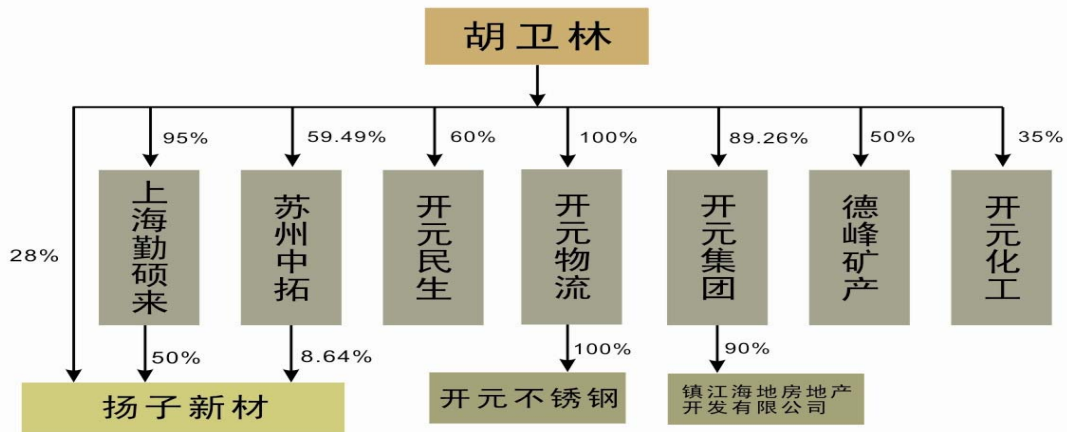 胡卫林
28%
95%
59.49%
60%
100%
89.26%
50%
35%
上海勤硕来
苏州中拓
开元民生
开元物流
开元集团
德峰矿产
开元化工
50%
8.64%
100%
90%
扬子新材
开元不锈钢
镇江海地房地产
开发有限公司